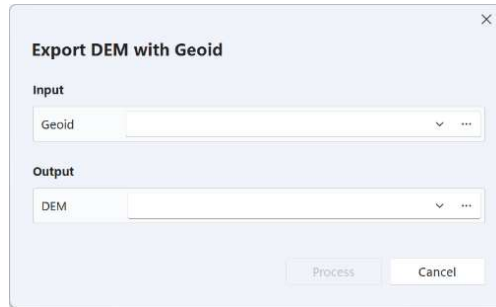 Export DEM with Geoid
Input
Geoid
Output
DEM
Process Cancel